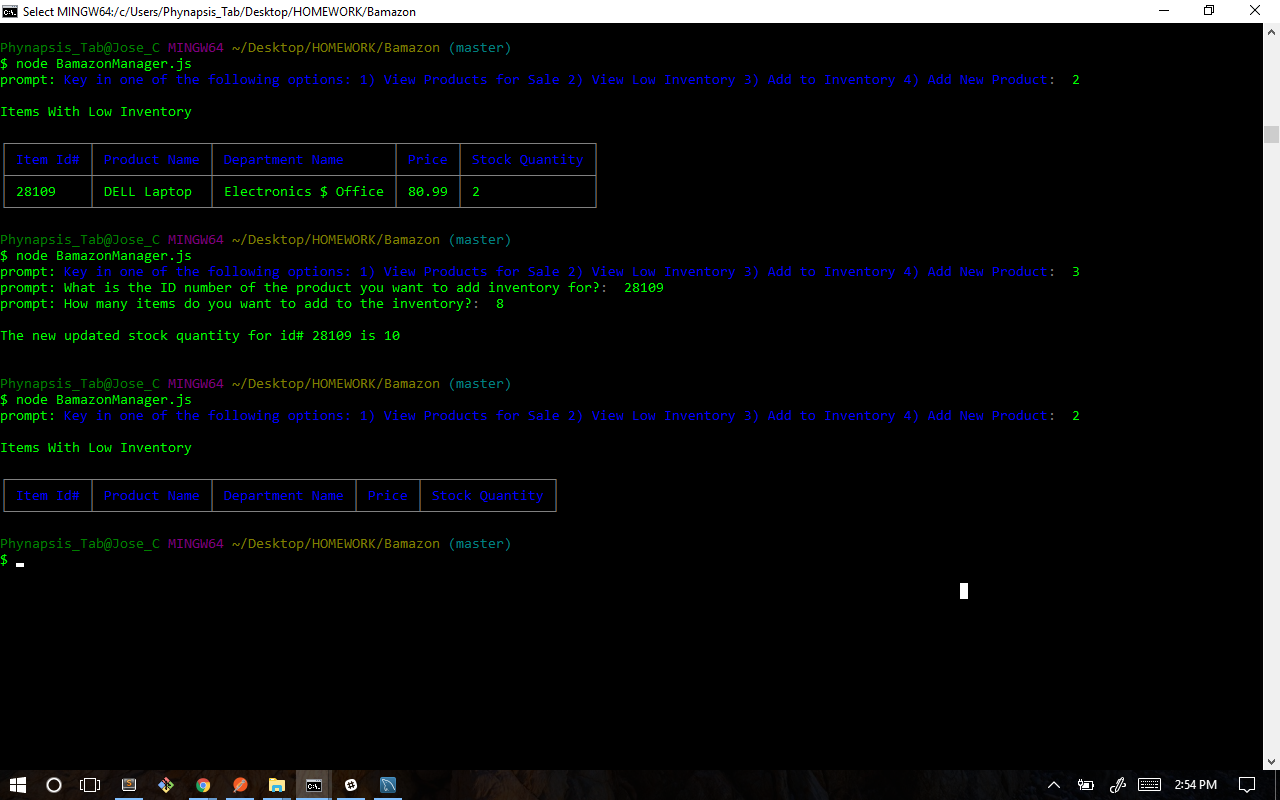 Select MINGW64:/c/Users/Phynapsis_Tab/Desktop/HOMEWORK/Bamazon
Phynapsis_Tab@Jose_C MINGW64 ~/Desktop/HOMEWORK/Bamazon (master)
$ node BamazonManager.js
prompt: Key in one of the following options: 1) View Products for Sale 2) View Low Inventory 3) Add to Inventory 4) Add New Product:  2
Items With Low Inventory
Item Id# Product Name Department Name Price Stock Quantity
28109 DELL Laptop Electronics $ Office 80.99 2
Phynapsis_Tab@Jose_C MINGW64 ~/Desktop/HOMEWORK/Bamazon (master)
$ node BamazonManager.js
prompt: Key in one of the following options: 1) View Products for Sale 2) View Low Inventory 3) Add to Inventory 4) Add New Product:  3
prompt: What is the ID number of the product you want to add inventory for?:  28109
prompt: How many items do you want to add to the inventory?:  8
The new updated stock quantity for id# 28109 is 10
Phynapsis_Tab@Jose_C MINGW64 ~/Desktop/HOMEWORK/Bamazon (master)
$ node BamazonManager.js
prompt: Key in one of the following options: 1) View Products for Sale 2) View Low Inventory 3) Add to Inventory 4) Add New Product:  2
Items With Low Inventory
Item Id# Product Name Department Name Price Stock Quantity
Phynapsis_Tab@Jose_C MINGW64 ~/Desktop/HOMEWORK/Bamazon (master)
$
2:54 PM